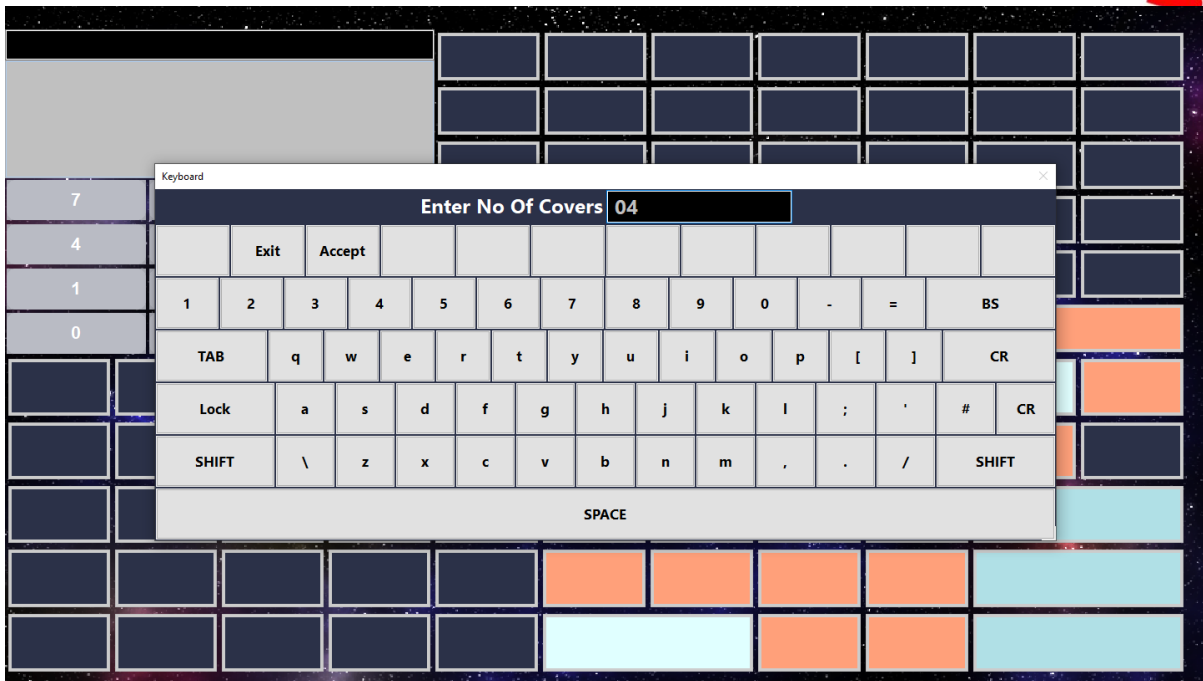 Keyboard
Enter No Of Covers 04
7
4
1
0
Exit Accept
1 2 3 4 5 6 7 8 9 0 - = BS
TAB q w e r t y u i o p [ ] CR
Lock a s d f g h j k l ; ' # CR
SHIFT \ z x c v b n m , . / SHIFT
SPACE